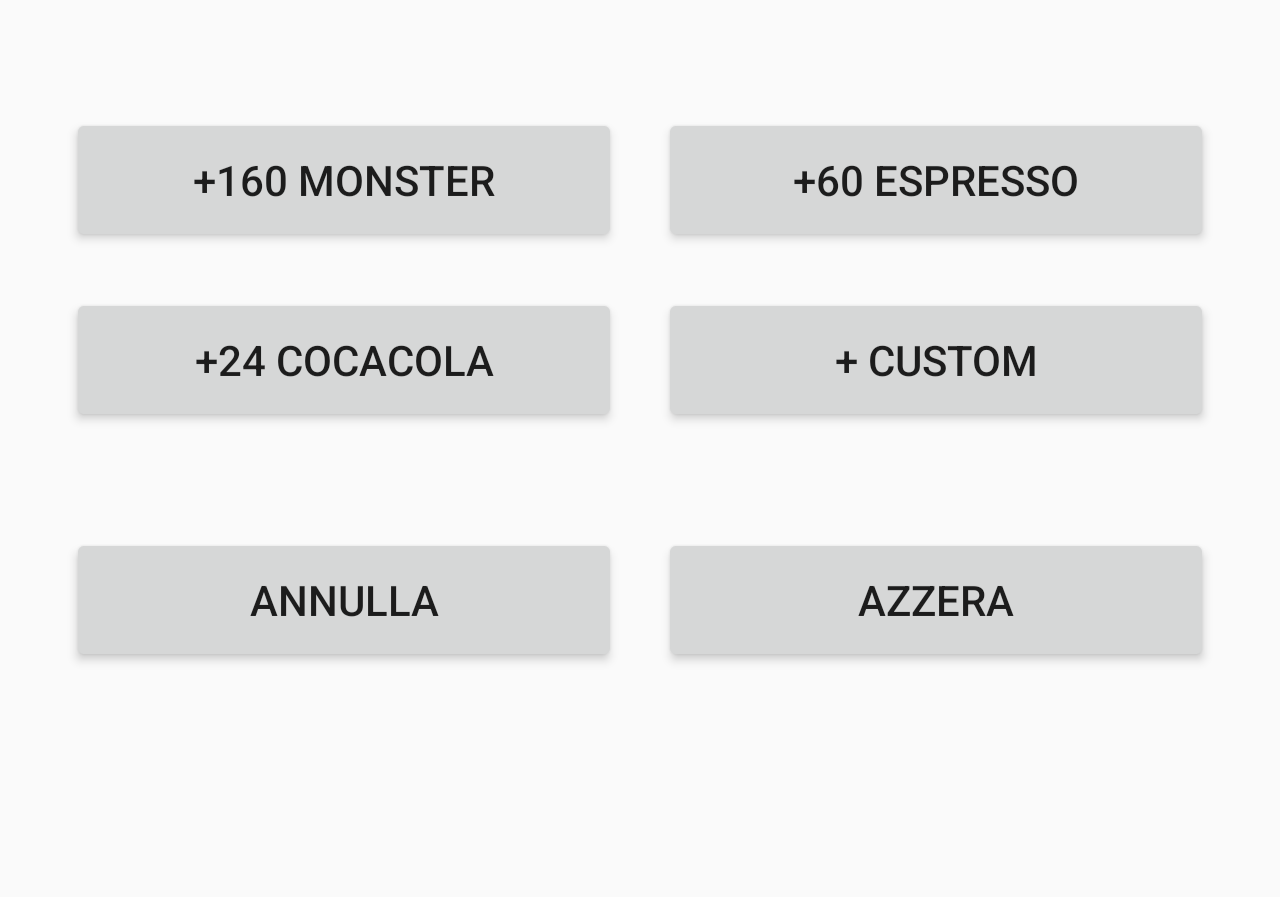 +160 MONSTER
+60 ESPRESSO
+24 COCACOLA
+ CUSTOM
ANNULLA
AZZERA